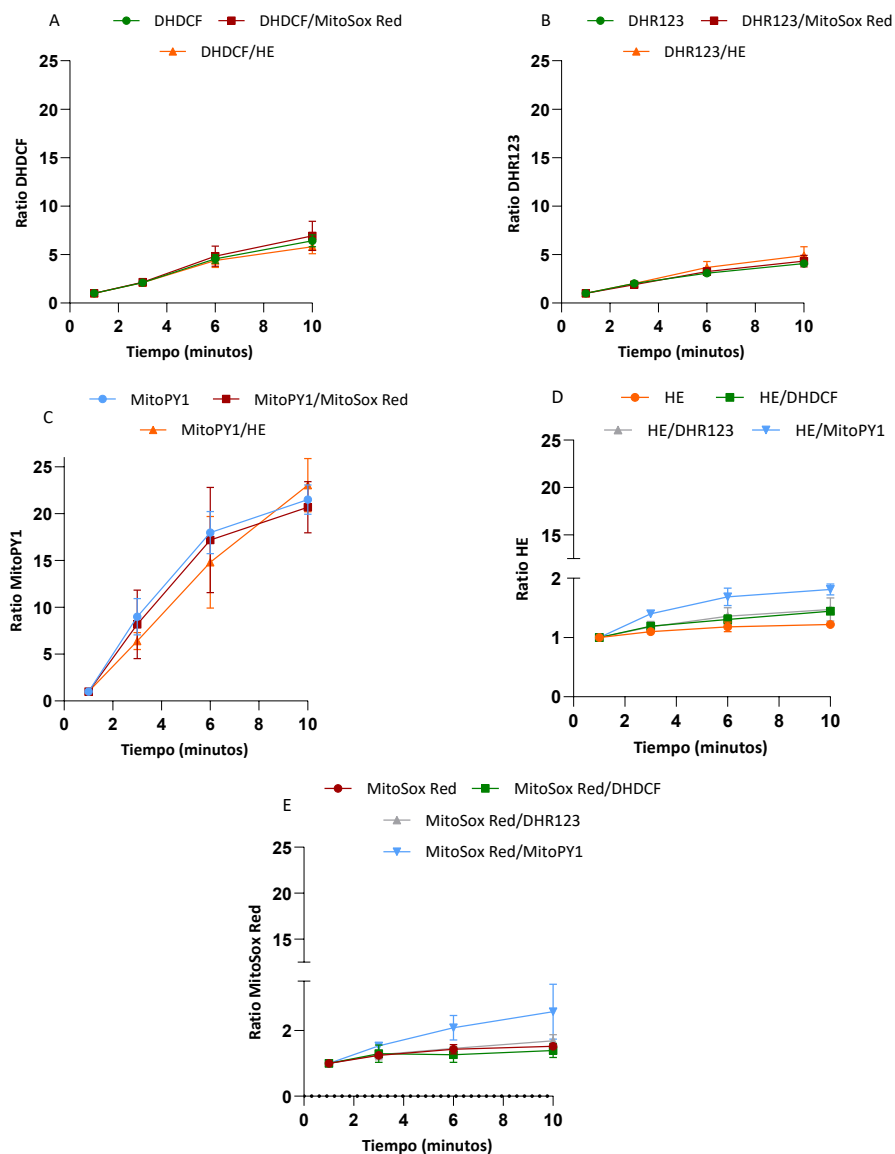 A
DHDCF
DHDCF/MitoSox Red
DHDCF/HE
25
20
15
10
5
0
Ratio DHDCF
0 2 4 6 8 10
Tiempo (minutos)
B
DHR123
DHR123/MitoSox Red
DHR123/HE
25
20
15
10
5
0
Ratio DHR123
0 2 4 6 8 10
Tiempo (minutos)
C
MitoPY1
MitoPY1/MitoSox Red
MitoPY1/HE
25
20
15
10
5
0
Ratio MitoPY1
0 2 4 6 8 10
Tiempo (minutos)
D
HE
HE/DHDCF
HE/DHR123
HE/MitoPY1
25
20
15
2
1
0
Ratio HE
0 2 4 6 8 10
Tiempo (minutos)
E
MitoSox Red
MitoSox Red/DHDCF
MitoSox Red/DHR123
MitoSox Red/MitoPY1
25
20
15
2
0
Ratio MitoSox Red
0 2 4 6 8 10
Tiempo (minutos)